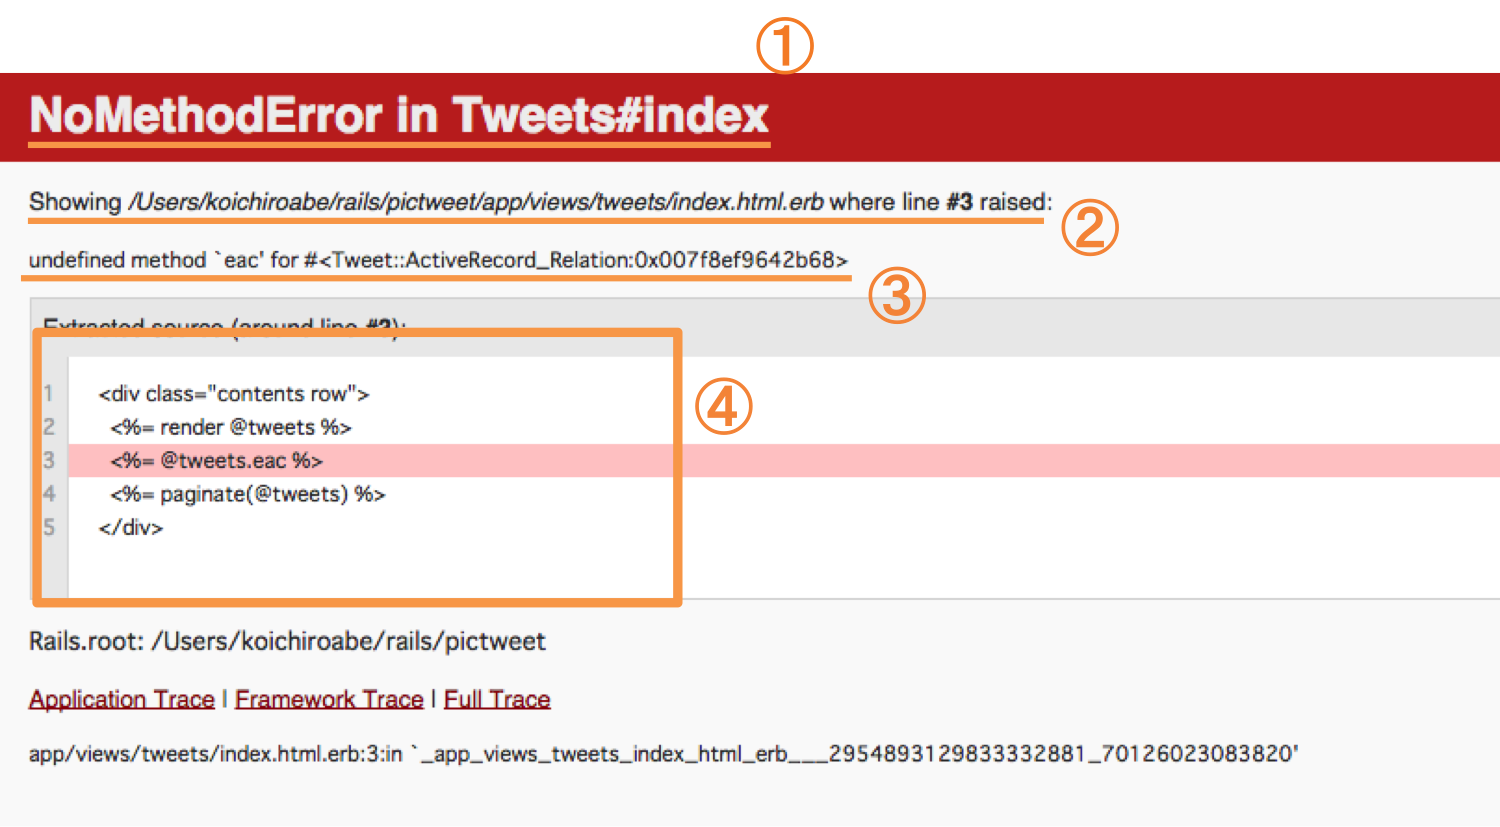 ①
NoMethodError in Tweets#index
Showing /Users/koichiroabe/rails/pictweet/app/views/tweets/index.html.erb where line #3 raised:
②
undefined method `eac' for #<Tweet::ActiveRecord_Relation:0x007f8ef9642b68>
③
Extracted source (around line #3):
④
1 <div class="contents row">
2 <%= render @tweets %>
3 <%= @tweets.eac %>
4 <%= paginate(@tweets) %>
5 </div>
Rails.root: /Users/koichiroabe/rails/pictweet
Application Trace | Framework Trace | Full Trace
app/views/tweets/index.html.erb:3:in `_app_views_tweets_index_html_erb___2954893129833332881_70126023083820'